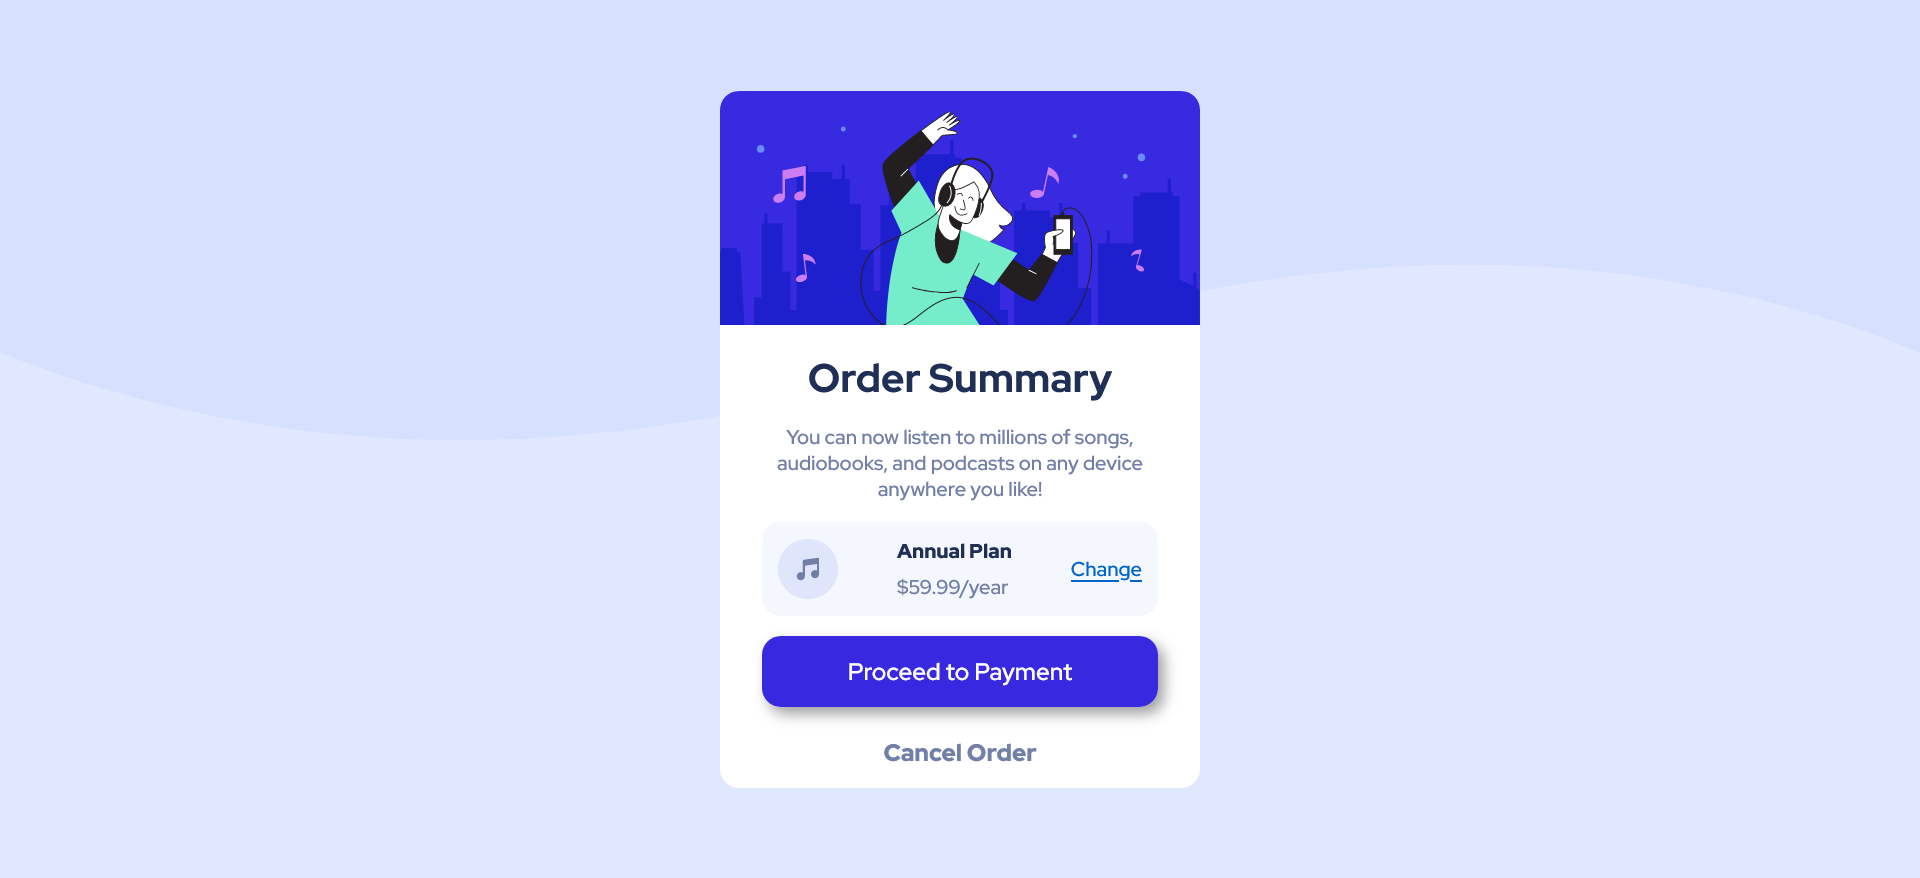 Order Summary
You can now listen to millions of songs,
audiobooks, and podcasts on any device
anywhere you like!
Annual Plan
$59.99/year
Change
Proceed to Payment
Cancel Order